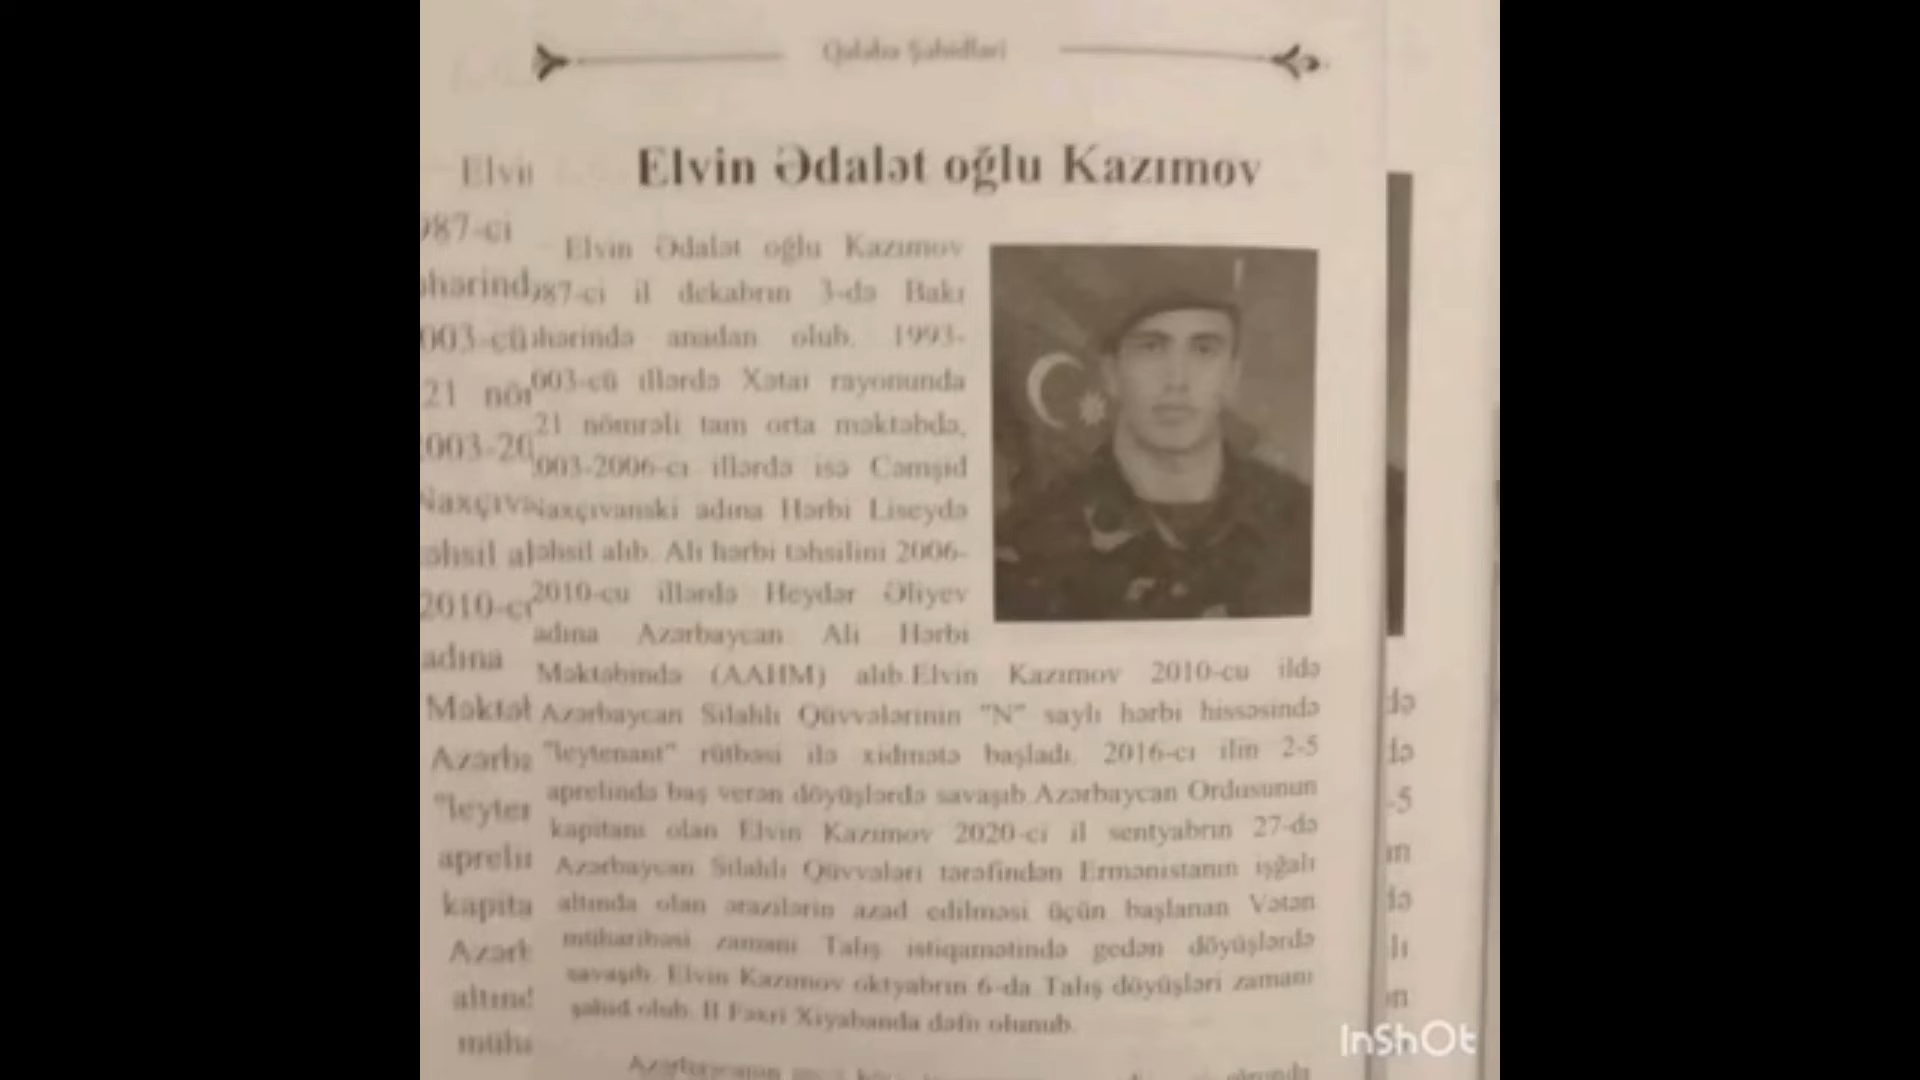 Qələbə Şəhidləri
Elvin Ədalət oğlu Kazımov
Elvin Ədalət oğlu Kazımov
987-ci il dekabrın 3-də Bakı
əhərində anadan olub. 1993-
003-cü illərdə Xətai rayonunda
21 nömrəli tam orta məktəbdə,
003-2006-cı illərdə isə Cəmşid
Naxçıvanski adına Hərbi Liseydə
əhsil alıb. Ali hərbi təhsilini 2006-
2010-cu illərdə Heydər Əliyev
adına Azərbaycan Ali Hərbi
Məktəbində (AAHM) alıb.Elvin Kazımov 2010-cu ildə
Azərbaycan Silahlı Qüvvələrinin "N" saylı hərbi hissəsində
"leytenant" rütbəsi ilə xidmətə başladı. 2016-cı ilin 2-5
aprelində baş verən döyüşlərdə savaşıb.Azərbaycan Ordusunun
kapitanı olan Elvin Kazımov 2020-ci il sentyabrın 27-də
Azərbaycan Silahlı Qüvvələri tərəfindən Ermənistanın işğalı
altında olan ərazilərin azad edilməsi üçün başlanan Vətən
müharibəsi zamanı Talış istiqamətində gedən döyüşlərdə
savaşıb. Elvin Kazımov oktyabrın 6-da Talış döyüşləri zamanı
şəhid olub. II Fəxri Xiyabanda dəfn olunub.
InShOt